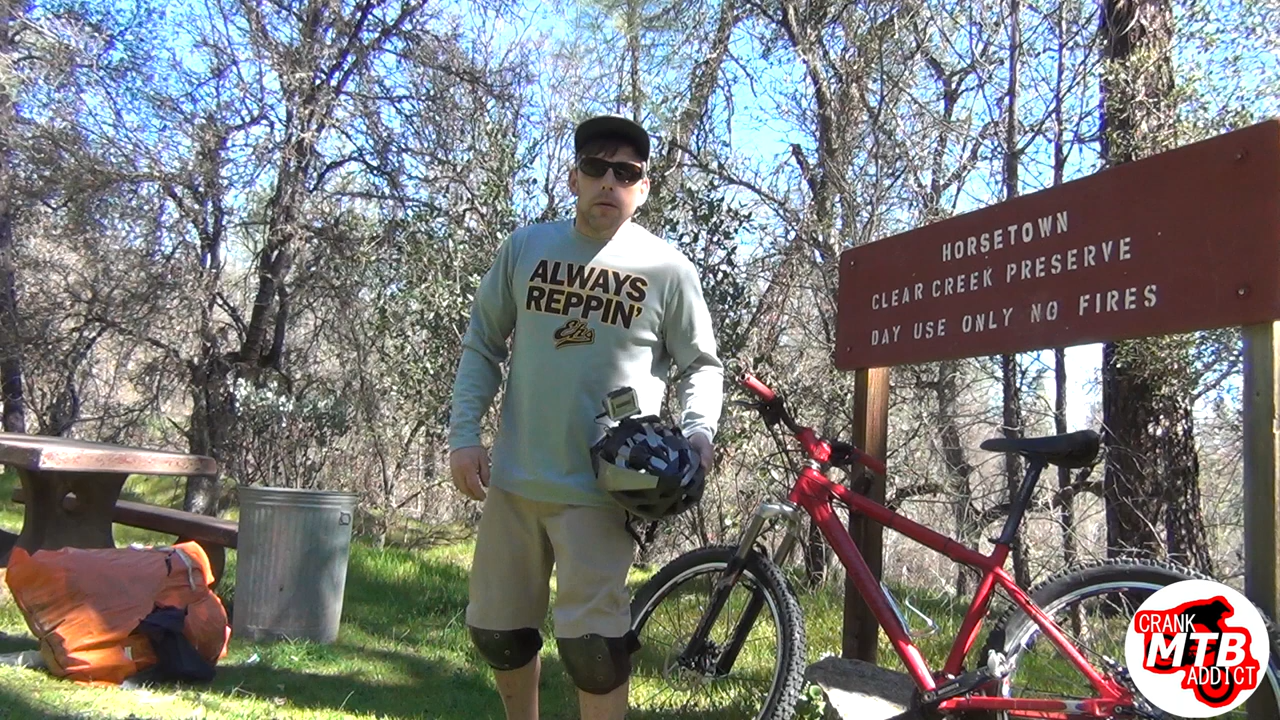 ALWAYS
REPPIN'
HORSETOWN
CLEAR CREEK PRESERVE
DAY USE ONLY NO FIRES
CRANK
MTB
ADDICT